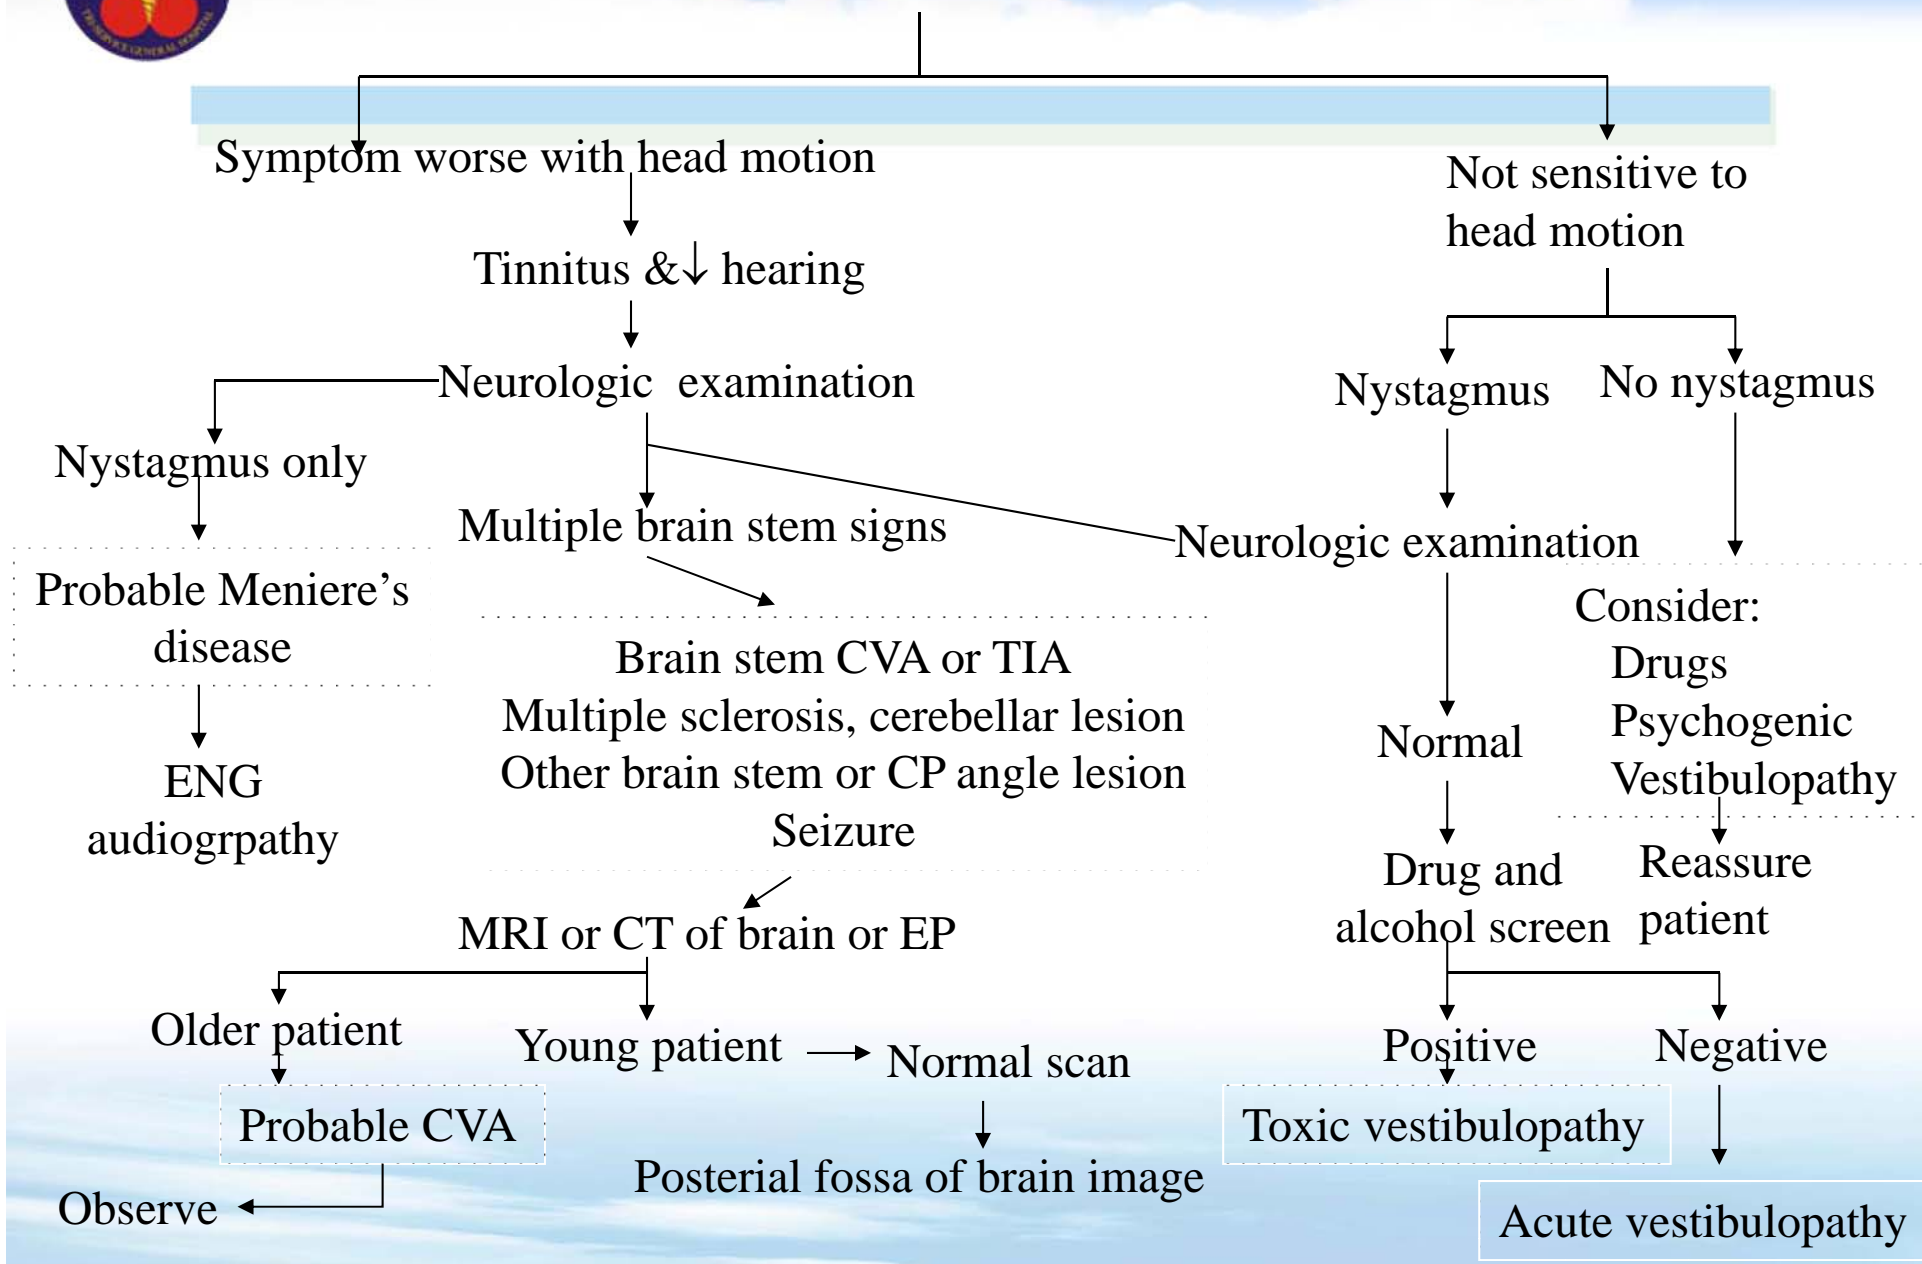 TRI-SERVICE GENERAL HOSPITAL
Symptom worse with head motion
Not sensitive to
head motion
Tinnitus &↓ hearing
Neurologic examination
Nystagmus
No nystagmus
Nystagmus only
Multiple brain stem signs
Neurologic examination
Probable Meniere’s
disease
Consider:
Drugs
Psychogenic
Vestibulopathy
Brain stem CVA or TIA
Multiple sclerosis, cerebellar lesion
Other brain stem or CP angle lesion
Seizure
Normal
ENG
audiogrpathy
Drug and
alcohol screen
Reassure
patient
MRI or CT of brain or EP
Older patient
Young patient
Normal scan
Positive
Negative
Probable CVA
Toxic vestibulopathy
Posterial fossa of brain image
Observe
Acute vestibulopathy